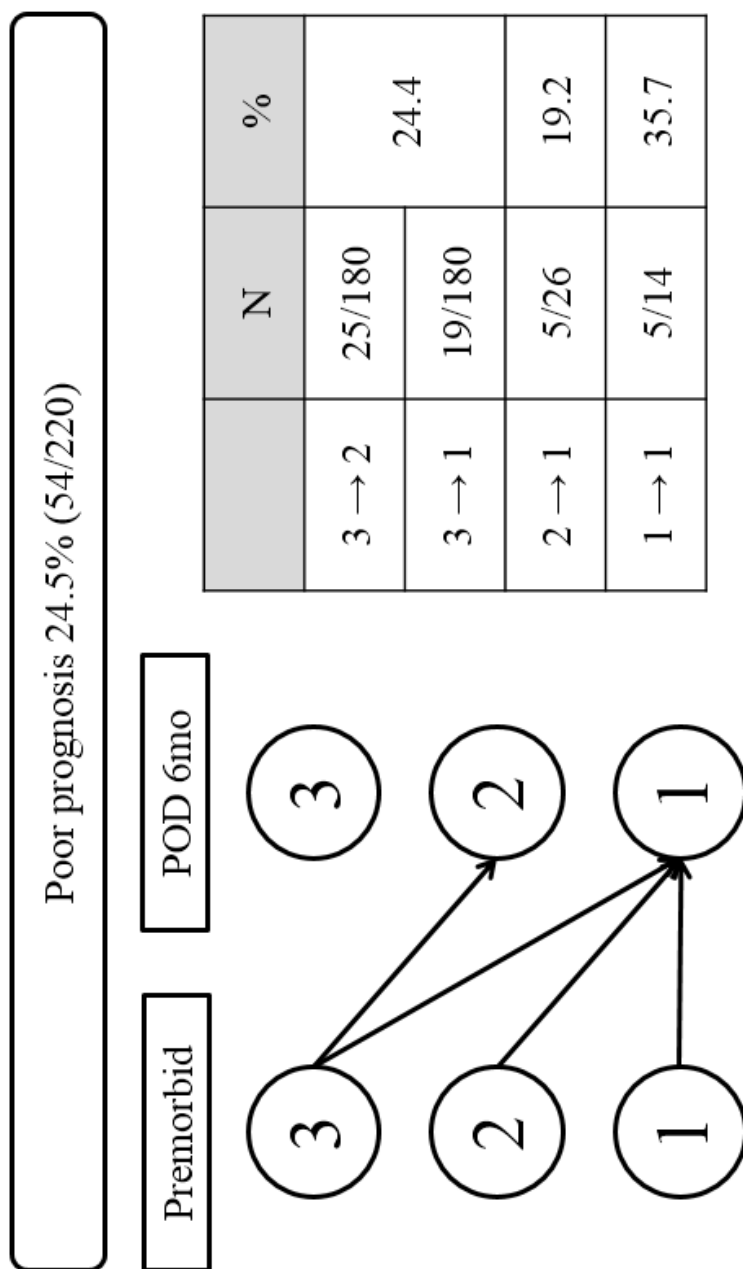 Poor prognosis 24.5% (54/220)
Premorbid
POD 6mo
3 3
2 2
1 1
N %
3 → 2 25/180 24.4
3 → 1 19/180
2 → 1 5/26 19.2
1 → 1 5/14 35.7